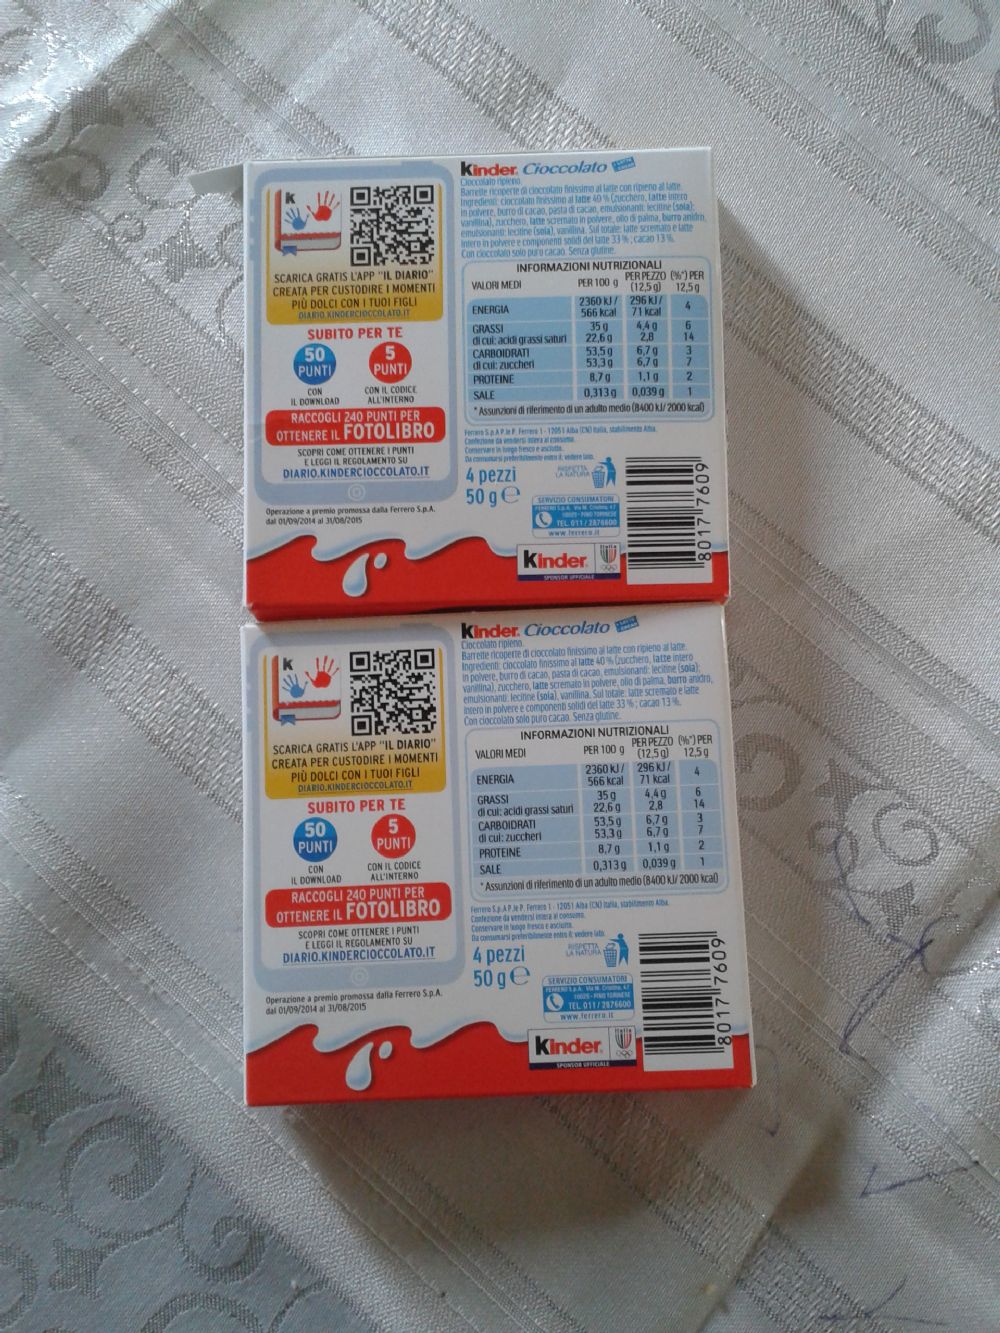 k
SCARICA GRATIS L'APP "IL DIARIO"
CREATA PER CUSTODIRE I MOMENTI
PIÙ DOLCI CON I TUOI FIGLI
DIARIO.KINDERCIOCCOLATO.IT
SUBITO PER TE
50 PUNTI
5 PUNTI
CON IL DOWNLOAD
CON IL CODICE ALL'INTERNO
RACCOGLI 240 PUNTI PER
OTTENERE IL FOTOLIBRO
SCOPRI COME OTTENERE I PUNTI
E LEGGI IL REGOLAMENTO SU
DIARIO.KINDERCIOCCOLATO.IT
Operazione a premio promossa dalla Ferrero S.p.A.
dal 01/09/2014 al 31/08/2015
Kinder Cioccolato
Cioccolato ripieno.
Barrette ricoperte di cioccolato finissimo al latte con ripieno al latte.
Ingredienti: cioccolato finissimo al latte 40 % (zucchero, latte intero
in polvere, burro di cacao, pasta di cacao, emulsionanti: lecitine (soia);
vanillina), zucchero, latte scremato in polvere, olio di palma, burro anidro,
emulsionanti: lecitine (soia), vanillina. Sul totale: latte scremato e latte
intero in polvere e componenti solidi del latte 33 %; cacao 13 %.
Con cioccolato solo puro cacao. Senza glutine.
INFORMAZIONI NUTRIZIONALI
VALORI MEDI PER 100 g PER PEZZO (12,5 g) (%*) PER 12,5 g
ENERGIA 2360 kJ / 566 kcal 296 kJ / 71 kcal 4
GRASSI 35 g 4,4 g 6
di cui: acidi grassi saturi 22,6 g 2,8 14
CARBOIDRATI 53,5 g 6,7 g 3
di cui: zuccheri 53,3 g 6,7 g 7
PROTEINE 8,7 g 1,1 g 2
SALE 0,313 g 0,039 g 1
* Assunzioni di riferimento di un adulto medio (8400 kJ/ 2000 kcal)
Ferrero S.p.A P.le P. Ferrero 1 - 12051 Alba (CN) Italia, stabilimento Alba.
Confezione da vendersi intera al consumo.
Conservare in luogo fresco e asciutto.
Da consumarsi preferibilmente entro il: vedere lato.
4 pezzi
50 g e
RISPETTA
LA NATURA
SERVIZIO CONSUMATORI
FERRERO S.p.A. Via M. Cristina, 47
10025 - PINO TORINESE
TEL. 011 / 2876600
www.ferrero.it
Kinder
Italia
SPONSOR UFFICIALE
8017 7609
k
SCARICA GRATIS L'APP "IL DIARIO"
CREATA PER CUSTODIRE I MOMENTI
PIÙ DOLCI CON I TUOI FIGLI
DIARIO.KINDERCIOCCOLATO.IT
SUBITO PER TE
50 PUNTI
5 PUNTI
CON IL DOWNLOAD
CON IL CODICE ALL'INTERNO
RACCOGLI 240 PUNTI PER
OTTENERE IL FOTOLIBRO
SCOPRI COME OTTENERE I PUNTI
E LEGGI IL REGOLAMENTO SU
DIARIO.KINDERCIOCCOLATO.IT
Operazione a premio promossa dalla Ferrero S.p.A.
dal 01/09/2014 al 31/08/2015
Kinder Cioccolato
Cioccolato ripieno.
Barrette ricoperte di cioccolato finissimo al latte con ripieno al latte.
Ingredienti: cioccolato finissimo al latte 40 % (zucchero, latte intero
in polvere, burro di cacao, pasta di cacao, emulsionanti: lecitine (soia);
vanillina), zucchero, latte scremato in polvere, olio di palma, burro anidro,
emulsionanti: lecitine (soia), vanillina. Sul totale: latte scremato e latte
intero in polvere e componenti solidi del latte 33 %; cacao 13 %.
Con cioccolato solo puro cacao. Senza glutine.
INFORMAZIONI NUTRIZIONALI
VALORI MEDI PER 100 g PER PEZZO (12,5 g) (%*) PER 12,5 g
ENERGIA 2360 kJ / 566 kcal 296 kJ / 71 kcal 4
GRASSI 35 g 4,4 g 6
di cui: acidi grassi saturi 22,6 g 2,8 14
CARBOIDRATI 53,5 g 6,7 g 3
di cui: zuccheri 53,3 g 6,7 g 7
PROTEINE 8,7 g 1,1 g 2
SALE 0,313 g 0,039 g 1
* Assunzioni di riferimento di un adulto medio (8400 kJ/ 2000 kcal)
Ferrero S.p.A P.le P. Ferrero 1 - 12051 Alba (CN) Italia, stabilimento Alba.
Confezione da vendersi intera al consumo.
Conservare in luogo fresco e asciutto.
Da consumarsi preferibilmente entro il: vedere lato.
4 pezzi
50 g e
RISPETTA
LA NATURA
SERVIZIO CONSUMATORI
FERRERO S.p.A. Via M. Cristina, 47
10025 - PINO TORINESE
TEL. 011 / 2876600
www.ferrero.it
Kinder
Italia
SPONSOR UFFICIALE
8017 7609